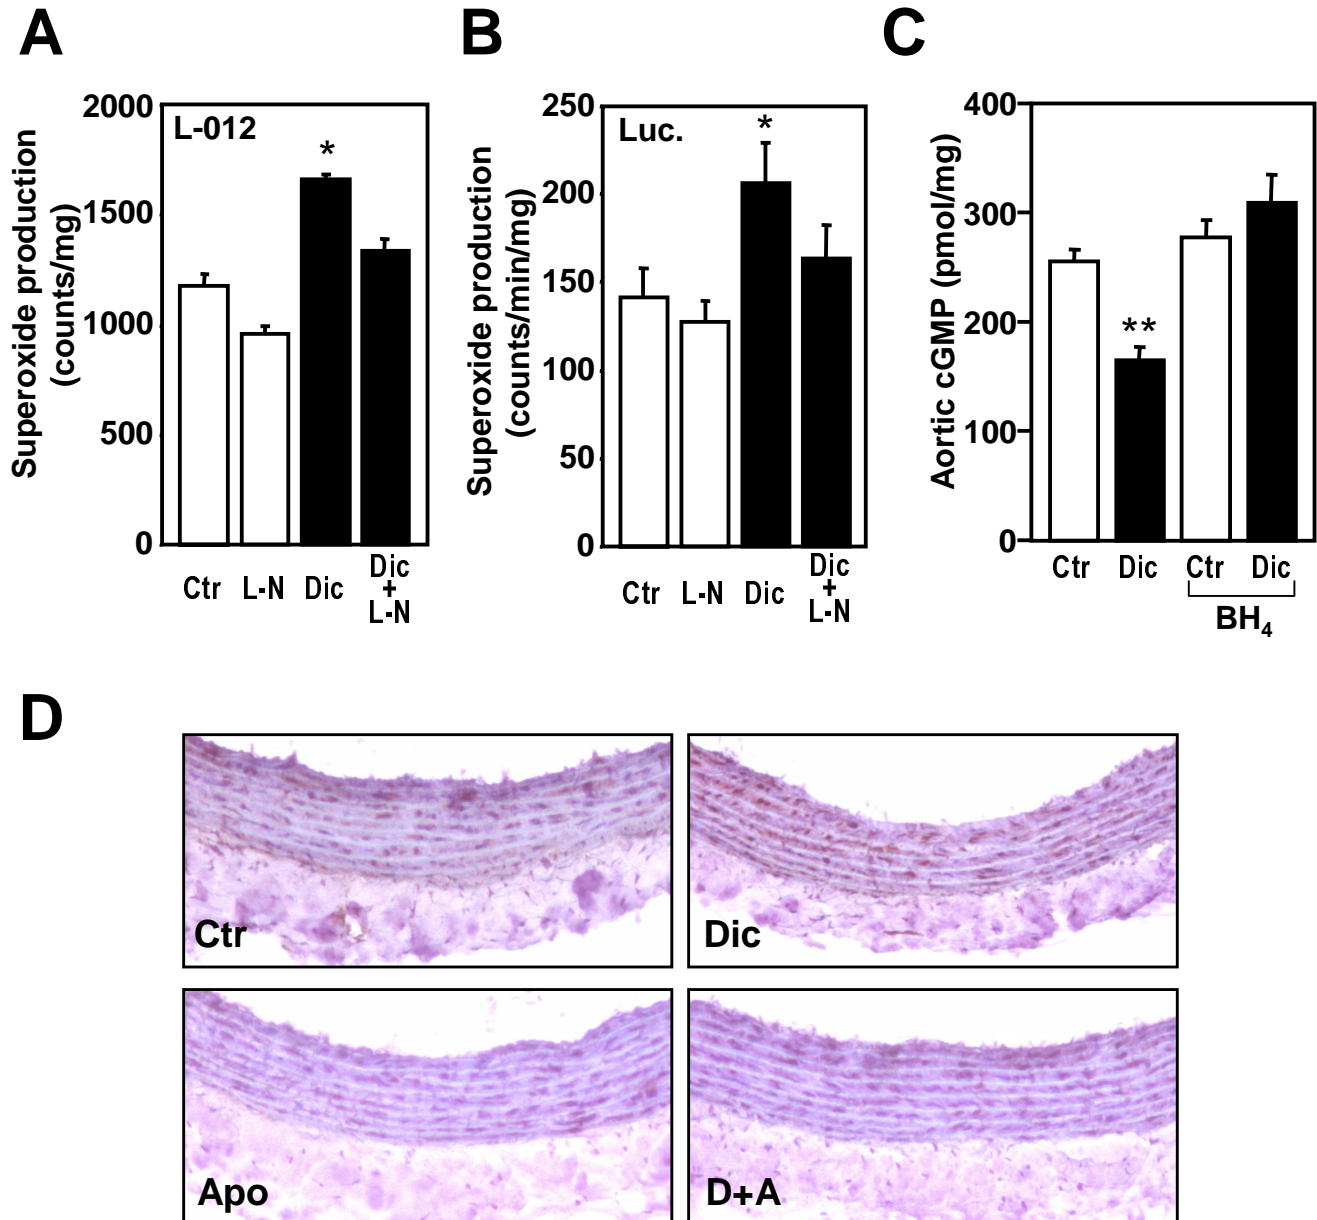 A
Superoxide production
(counts/mg)
2000
1500
1000
500
0
L-012
*
Ctr
L-N
Dic
Dic
+
L-N
B
Superoxide production
(counts/min/mg)
250
200
150
100
50
0
Luc.
*
Ctr
L-N
Dic
Dic
+
L-N
C
Aortic cGMP (pmol/mg)
400
300
200
100
0
**
Ctr
Dic
Ctr
Dic
BH₄
D
Ctr
Dic
Apo
D+A